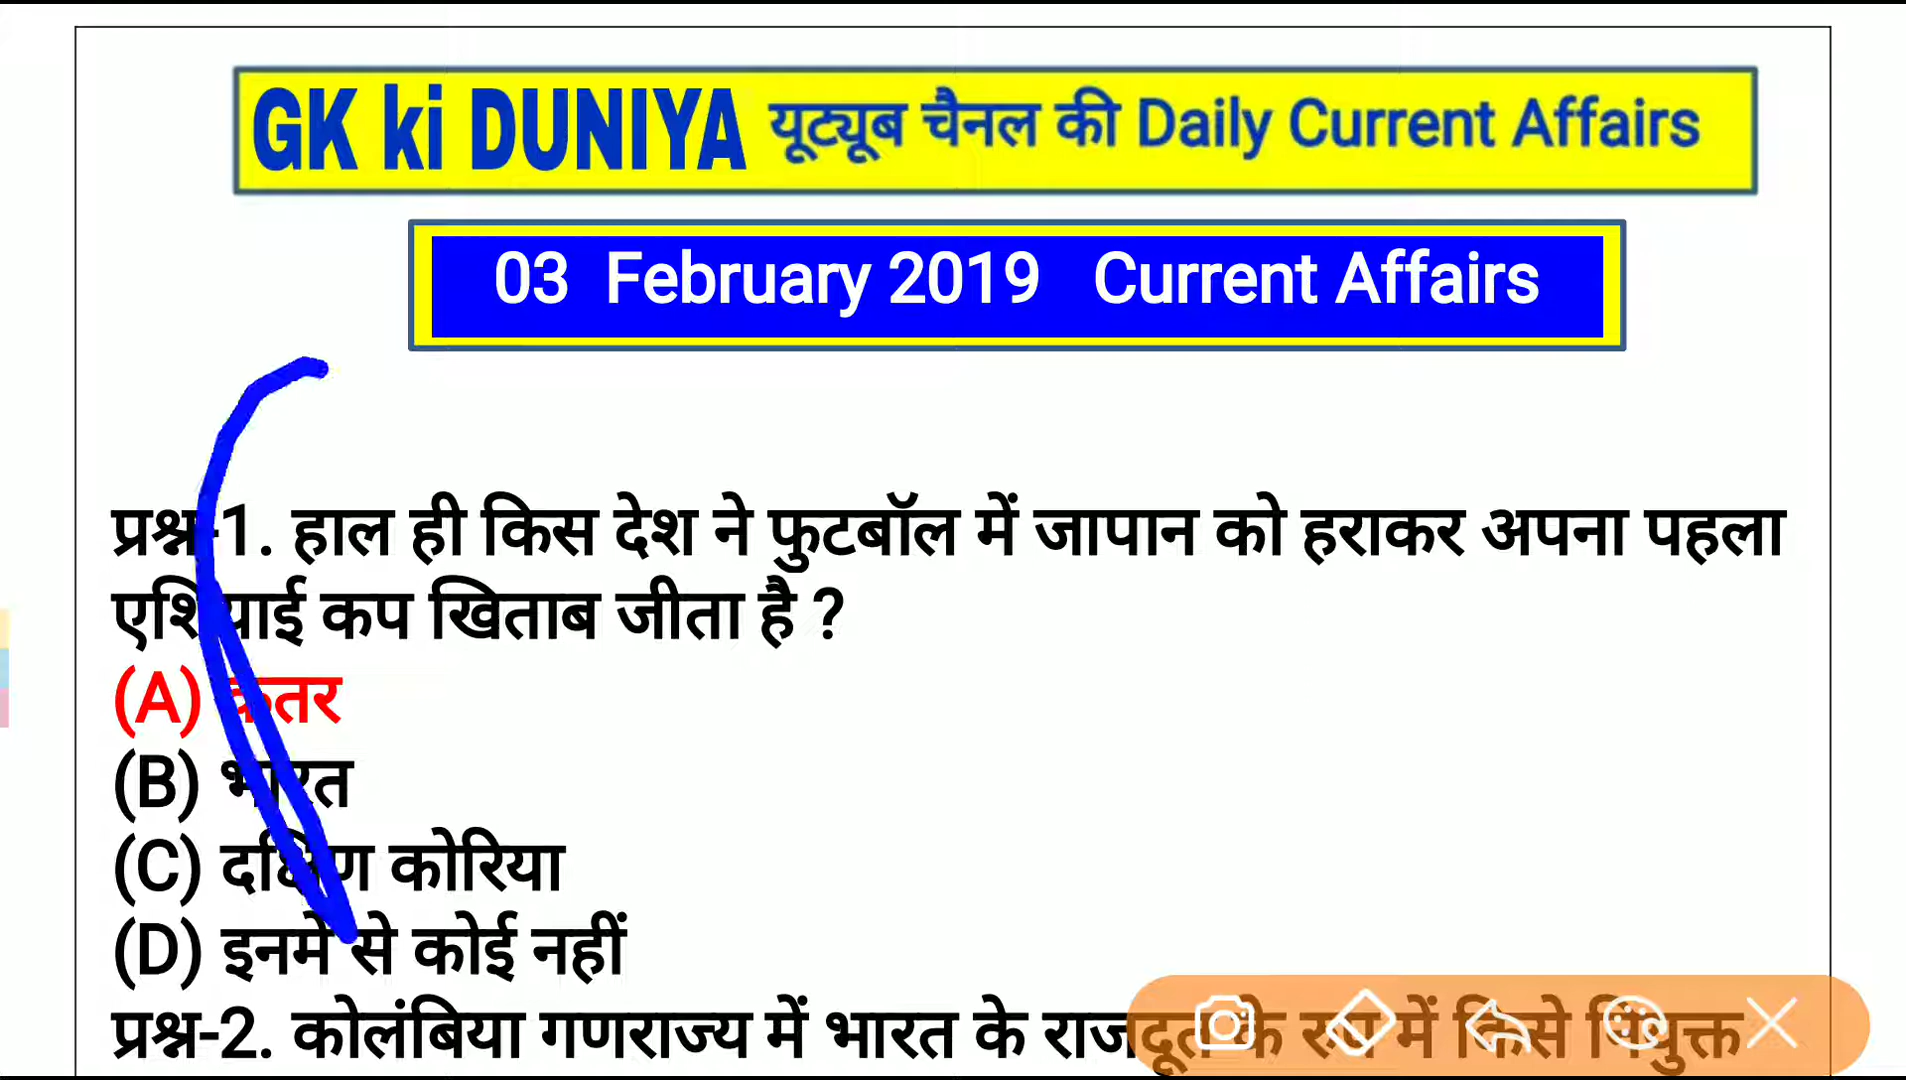 GK ki DUNIYA यूट्यूब चैनल की Daily Current Affairs
03 February 2019 Current Affairs
प्रश्न-1. हाल ही किस देश ने फुटबॉल में जापान को हराकर अपना पहला
एशियाई कप खिताब जीता है ?
(A) कतर
(B) भारत
(C) दक्षिण कोरिया
(D) इनमें से कोई नहीं
प्रश्न-2. कोलंबिया गणराज्य में भारत के राजदूत के रूप में किसे नियुक्त